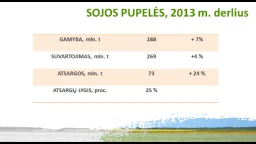 SOJOS PUPELĖS, 2013 m. derlius
GAMYBA, mln. t 288 + 7%
SUVARTOJIMAS, mln. t 269 +4 %
ATSARGOS, mln. t 73 + 24 %
ATSARGŲ LYGIS, proc. 25 %